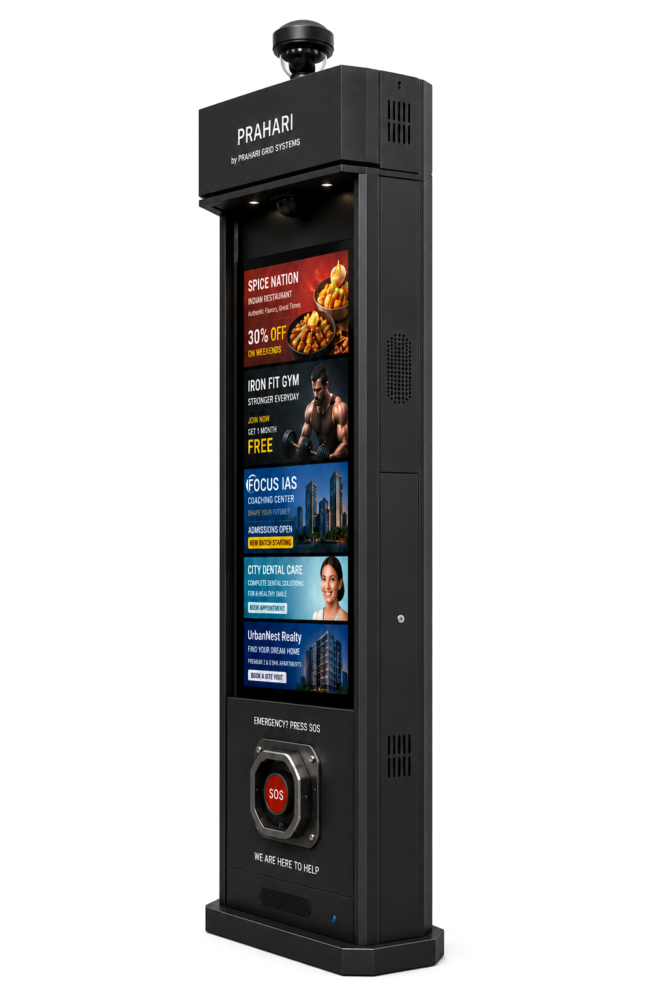 PRAHARI
by PRAHARI GRID SYSTEMS
SPICE NATION
INDIAN RESTAURANT
Authentic Flavors, Great Times
30% OFF
ON WEEKENDS
IRON FIT GYM
STRONGER EVERYDAY
JOIN NOW
GET 1 MONTH
FREE
FOCUS IAS
COACHING CENTER
SHAPE YOUR FUTURE!
ADMISSIONS OPEN
NEW BATCH STARTING
CITY DENTAL CARE
COMPLETE DENTAL COLUTIONS
FOR A HEALTHY SMILE
BOOK APPOINTMENT
UrbanNest Realty
FIND YOUR DREAM HOME
PREMIUM 2 & APARTMENTS
BOOK A SITE VISIT
EMERGENCY? PRESS SOS
SOS
WE ARE HERE TO HELP